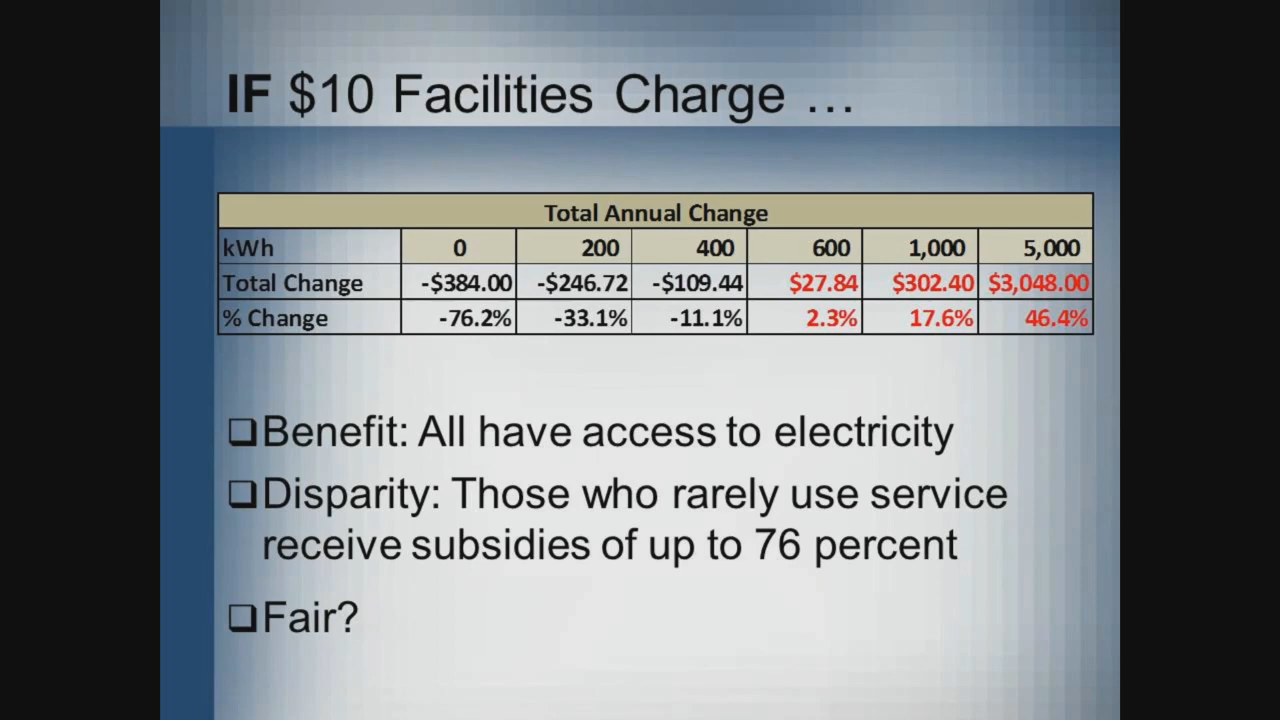 IF $10 Facilities Charge …
Total Annual Change
kWh 0 200 400 600 1,000 5,000
Total Change -$384.00 -$246.72 -$109.44 $27.84 $302.40 $3,048.00
% Change -76.2% -33.1% -11.1% 2.3% 17.6% 46.4%
❑Benefit: All have access to electricity
❑Disparity: Those who rarely use service
receive subsidies of up to 76 percent
❑Fair?